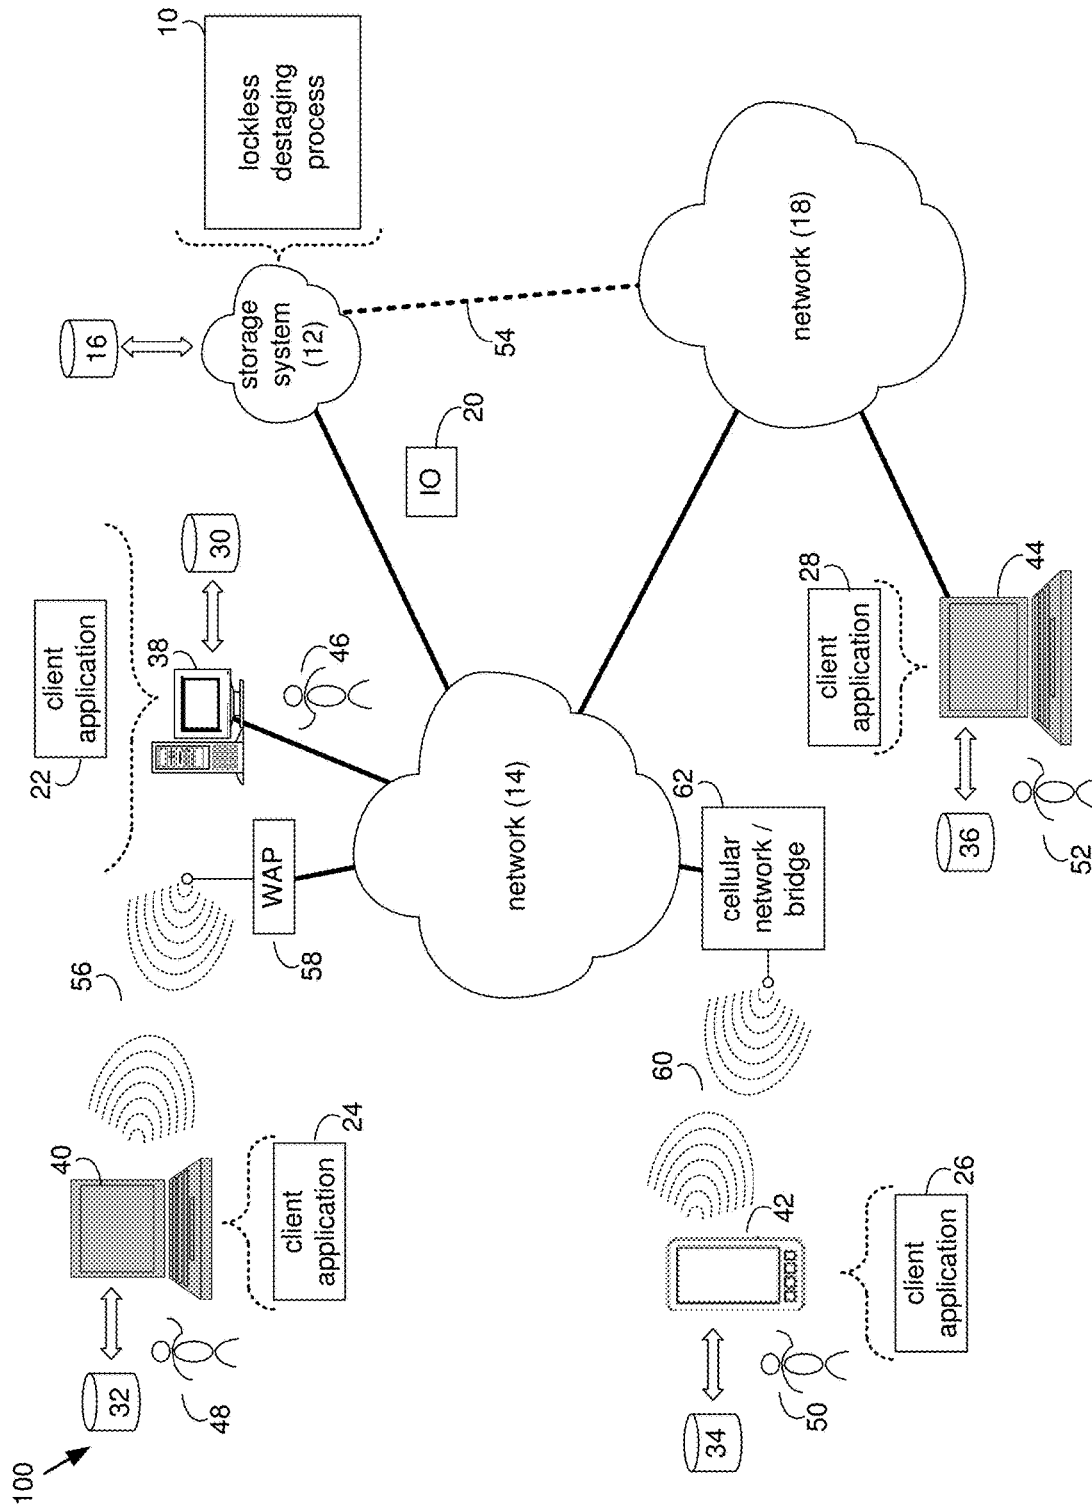 100
32
48
40
client
application
24
56
WAP
58
client
application
22
38
30
46
16
storage
system
(12)
lockless
destaging
process
10
IO
20
54
network (14)
network (18)
34
50
42
client
application
26
60
cellular
network /
bridge
62
36
52
client
application
28
44